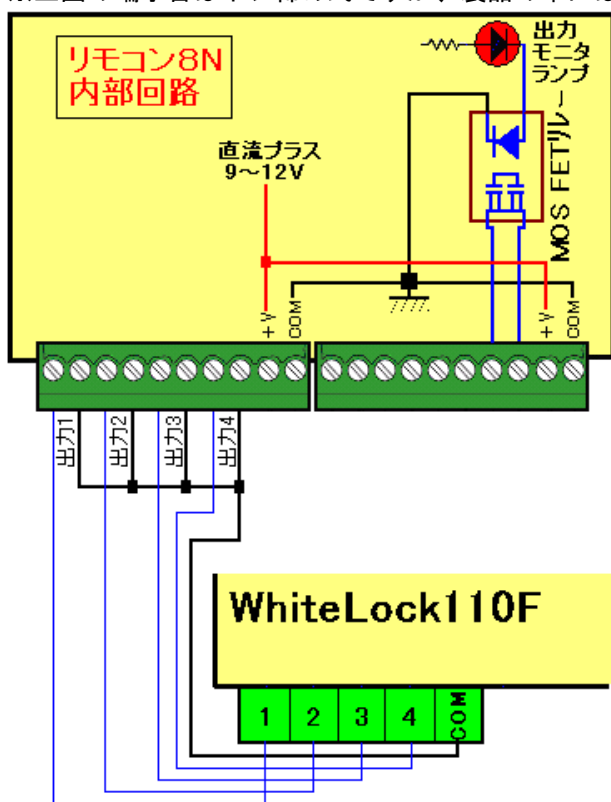 リモコン8N
内部回路
出力
モニタ
ランプ
直流プラス
9～12V
MOS FETリレー
+V
COM
+V
COM
出力1
出力2
出力3
出力4
WhiteLock110F
1
2
3
4
COM